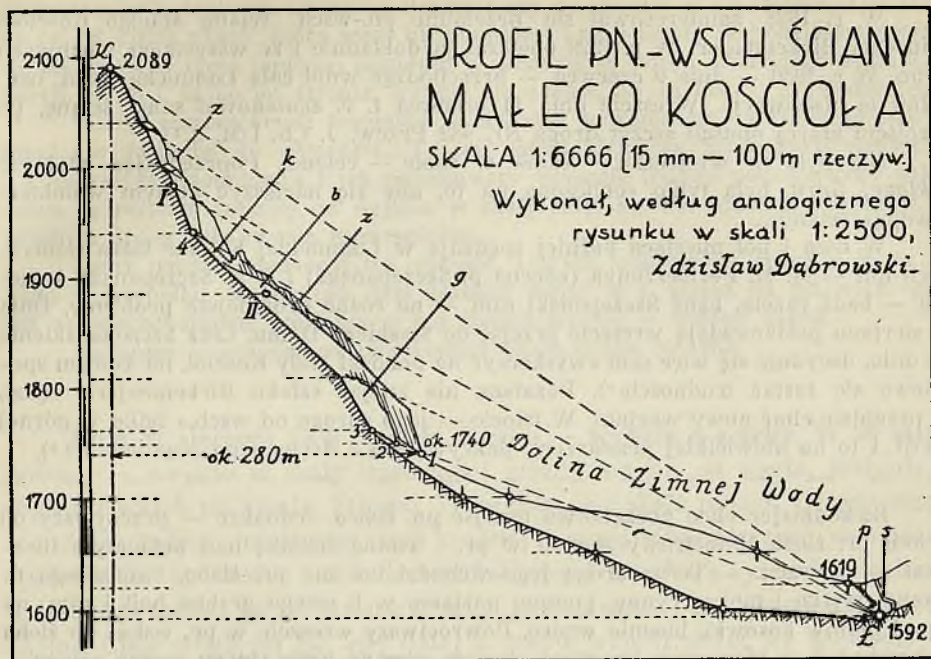 PROFIL PN. WSCH. ŚCIANY
MAŁEGO KOŚCIOŁA
SKALA 1:6666 [15 mm - 100 m rzeczyw.]
Wykonał, według analogicznego
rysunku w skali 1:2500,
Zdzisław Dąbrowski-
W
2100
2089
z
k
2000
I
b
z
4
1900
II
g
1800
3
2
1
ok. 1740
Dolina Zimnej Wody
ok. 280m
1700
P
1619
1600
Ł
1592